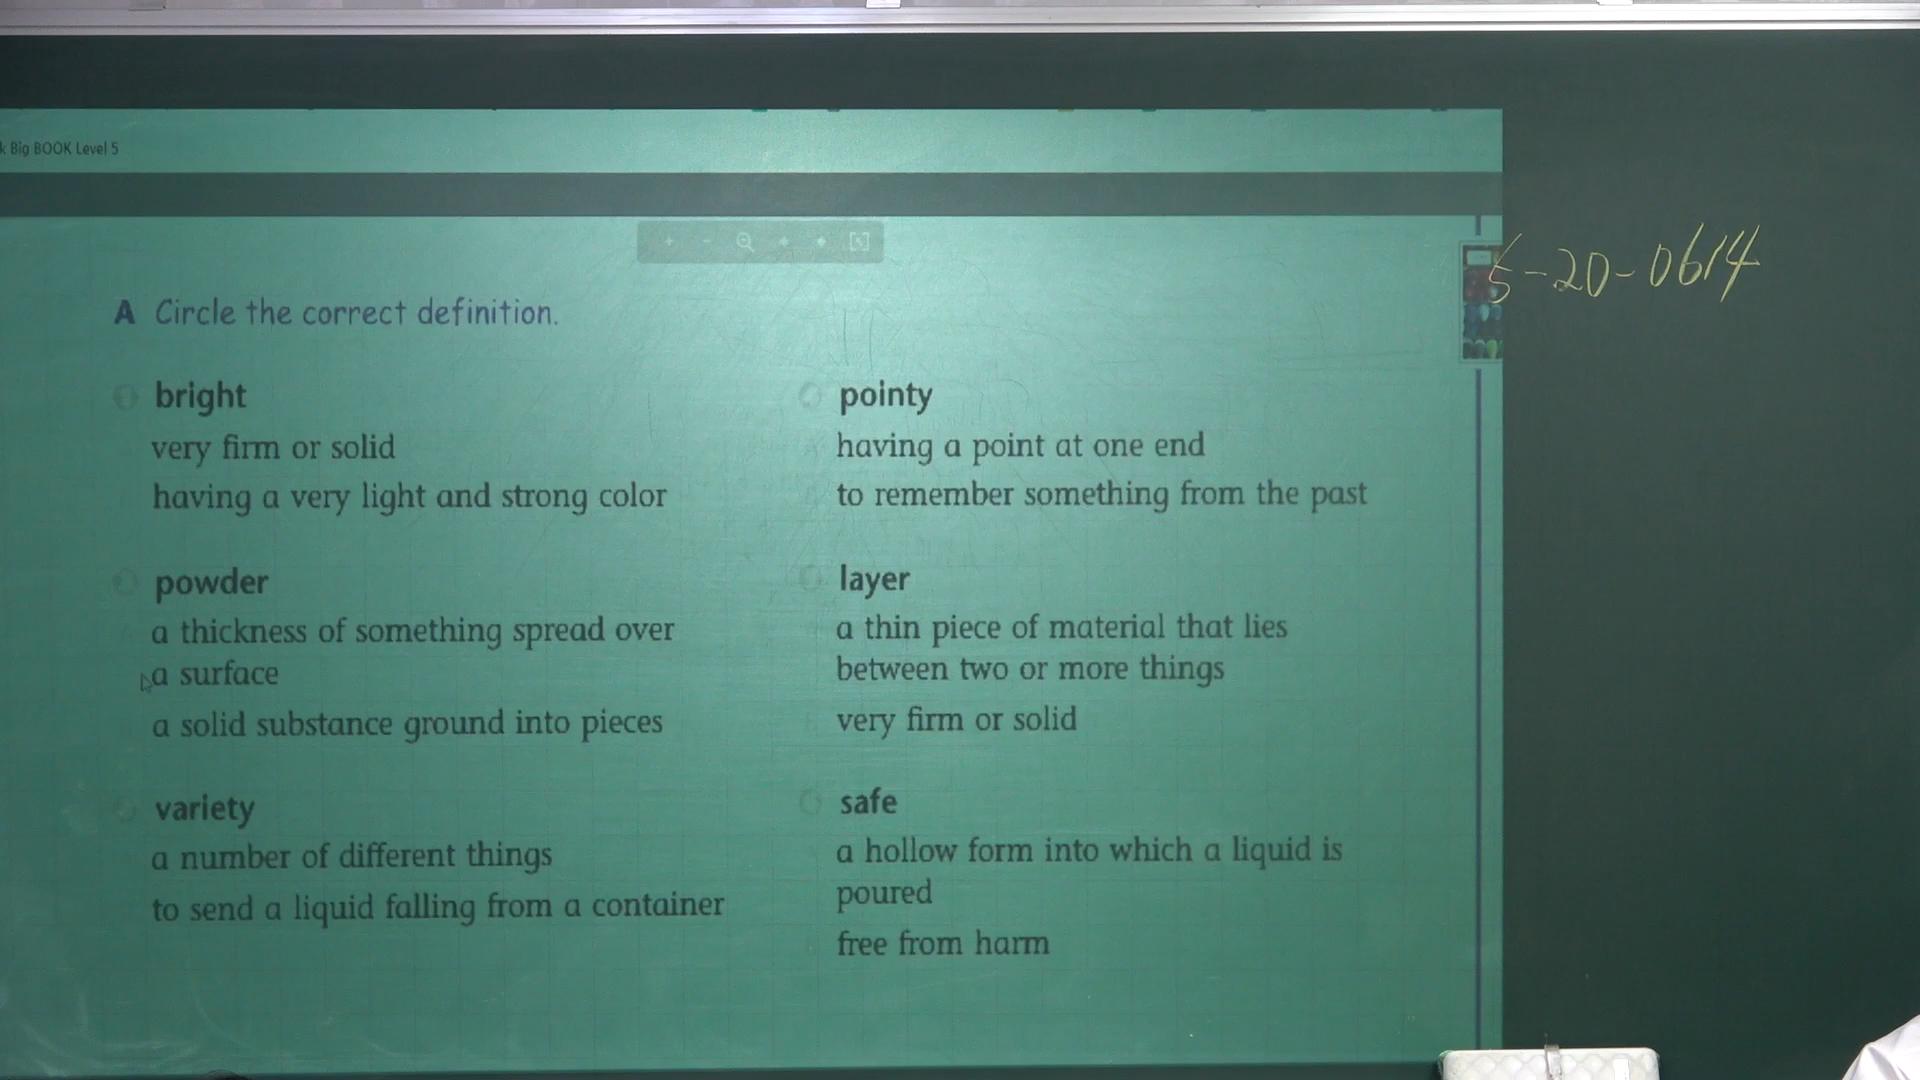 k Big BOOK Level 5
5-20-0614
A Circle the correct definition.
bright
very firm or solid
having a very light and strong color
powder
a thickness of something spread over
a surface
a solid substance ground into pieces
variety
a number of different things
to send a liquid falling from a container
pointy
having a point at one end
to remember something from the past
layer
a thin piece of material that lies
between two or more things
very firm or solid
safe
a hollow form into which a liquid is
poured
free from harm